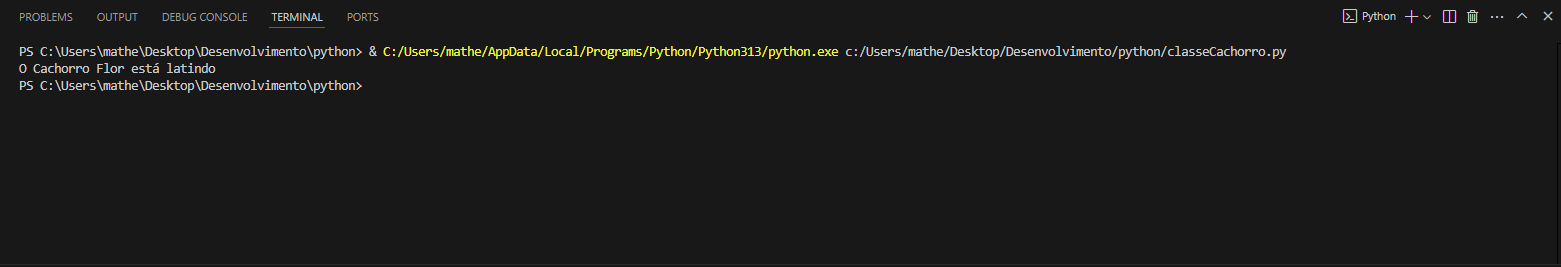 PROBLEMS OUTPUT DEBUG CONSOLE TERMINAL PORTS Python
PS C:\Users\mathe\Desktop\Desenvolvimento\python> & C:/Users/mathe/AppData/Local/Programs/Python/Python313/python.exe c:/Users/mathe/Desktop/Desenvolvimento/python/classeCachorro.py
O Cachorro Flor está latindo
PS C:\Users\mathe\Desktop\Desenvolvimento\python>